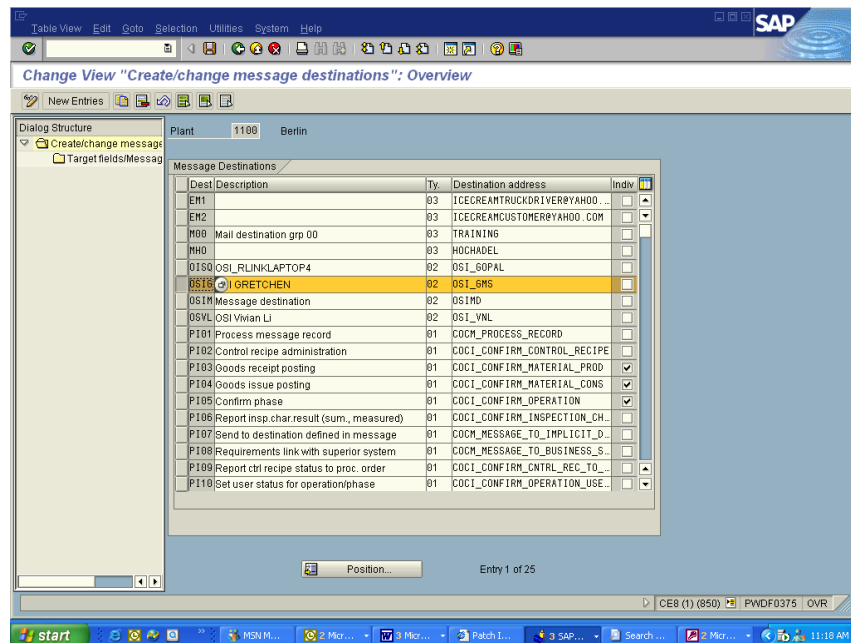 Table View Edit Goto Selection Utilities System Help
SAP
Change View "Create/change message destinations": Overview
New Entries
Dialog Structure
Create/change message
Target fields/Messag
Plant 1100 Berlin
Message Destinations
Dest Description Ty. Destination address Indiv
EM1 03 ICECREAMTRUCKDRIVER@YAHOO...
EM2 03 ICECREAMCUSTOMER@YAHOO.COM
M00 Mail destination grp 00 03 TRAINING
MHO 03 HOCHADEL
OISO OSI_RLINKLAPTOP4 02 OSI_GOPAL
OSIG I GRETCHEN 02 OSI_GMS
OSIM Message destination 02 OSIMD
OSVL OSI Vivian Li 02 OSI_VNL
PI01 Process message record 01 COCM_PROCESS_RECORD
PI02 Control recipe administration 01 COCI_CONFIRM_CONTROL_RECIPE
PI03 Goods receipt posting 01 COCI_CONFIRM_MATERIAL_PROD
PI04 Goods issue posting 01 COCI_CONFIRM_MATERIAL_CONS
PI05 Confirm phase 01 COCI_CONFIRM_OPERATION
PI06 Report insp.char.result (sum., measured) 01 COCI_CONFIRM_INSPECTION_CH...
PI07 Send to destination defined in message 01 COCM_MESSAGE_TO_IMPLICIT_D...
PI08 Requirements link with superior system 01 COCM_MESSAGE_TO_BUSINESS_S...
PI09 Report ctrl recipe status to proc. order 01 COCI_CONFIRM_CNTRL_REC_TO_...
PI10 Set user status for operation/phase 01 COCI_CONFIRM_OPERATION_USE...
Position... Entry 1 of 25
CE8 (1) (850) PWDF0375 OVR
start MSN M... 2 Micr... 3 Micr... Patch I... 3 SAP... Search ... 2 Micr... 11:18 AM